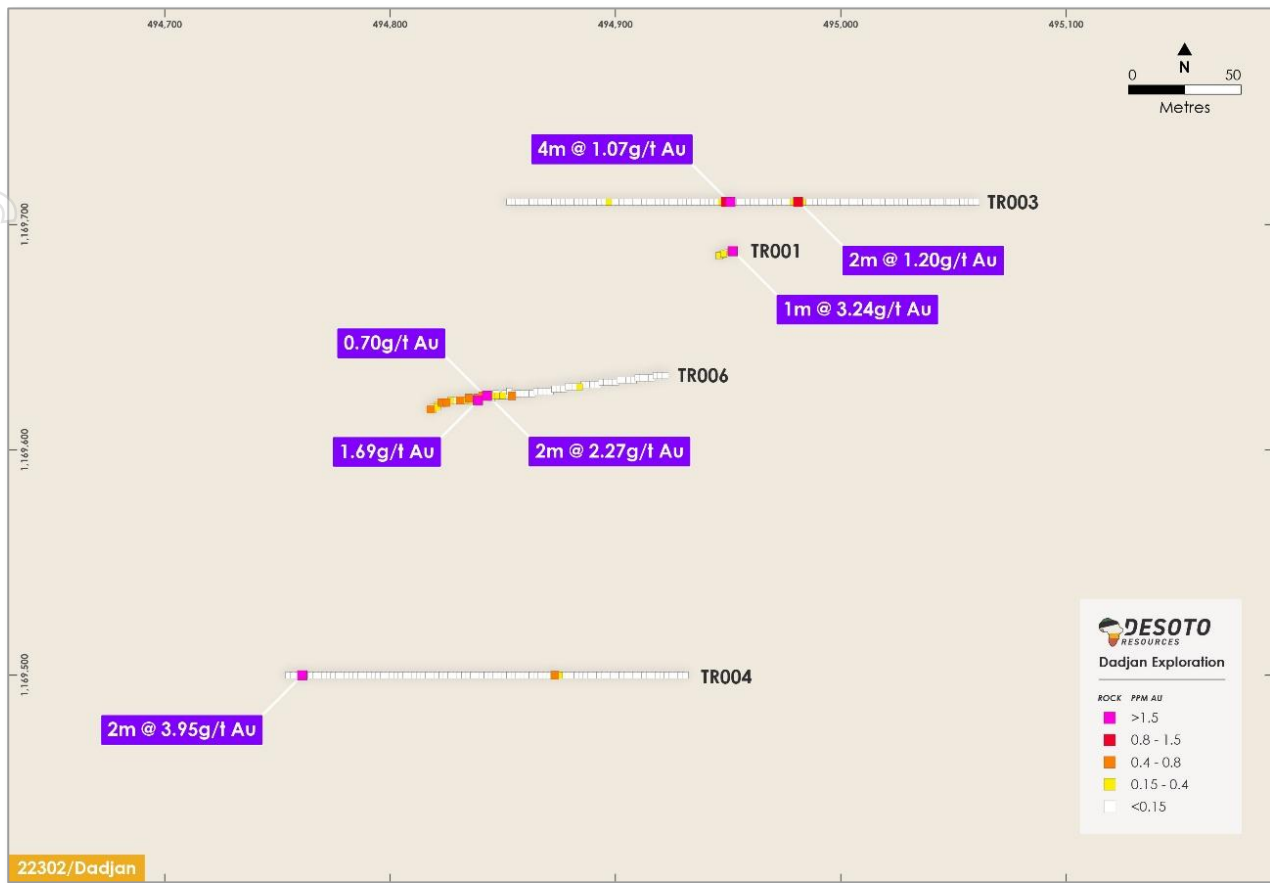 494,700
494,800
494,900
495,000
495,100
N
0
50
Metres
4m @ 1.07g/t Au
1,169,700
TR003
TR001
2m @ 1.20g/t Au
1m @ 3.24g/t Au
0.70g/t Au
TR006
1,169,600
1.69g/t Au
2m @ 2.27g/t Au
1,169,500
TR004
2m @ 3.95g/t Au
DESOTO
RESOURCES
Dadjan Exploration
ROCK PPM AU
>1.5
0.8 - 1.5
0.4 - 0.8
0.15 - 0.4
<0.15
22302/Dadjan